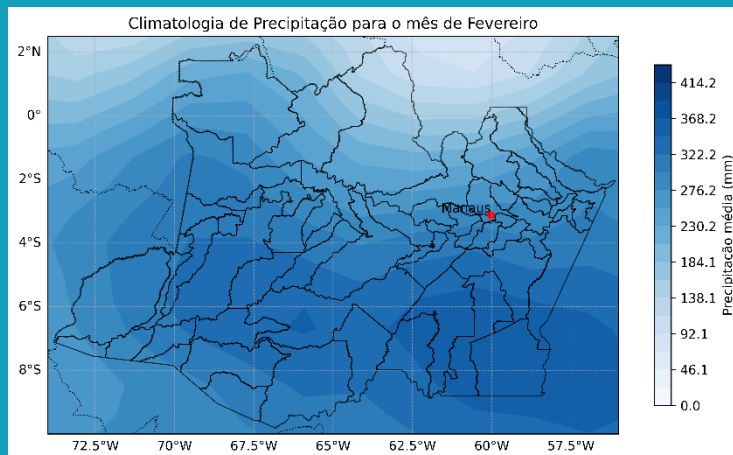 Climatologia de Precipitação para o mês de Fevereiro
2°N
0°
2°S
4°S
6°S
8°S
72.5°W 70°W 67.5°W 65°W 62.5°W 60°W 57.5°W
Manaus
414.2
368.2
322.2
276.2
230.2
184.1
138.1
92.1
46.1
0.0
Precipitação média (mm)